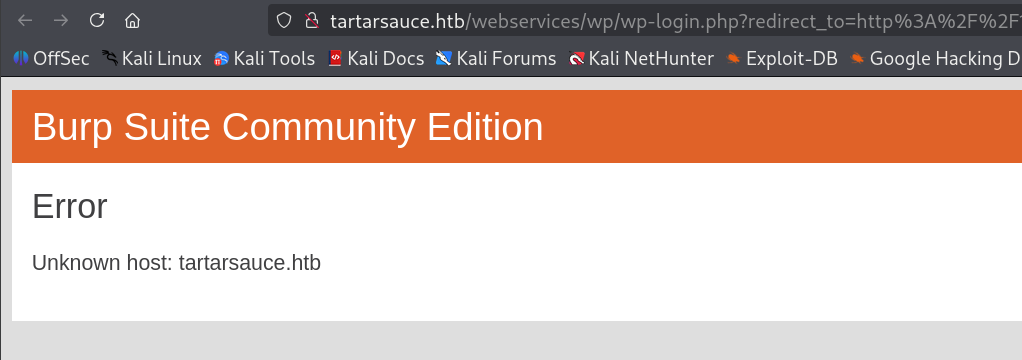 tartarsauce.htb/webservices/wp/wp-login.php?redirect_to=http%3A%2F%2F
OffSec Kali Linux Kali Tools Kali Docs Kali Forums Kali NetHunter Exploit-DB Google Hacking D
Burp Suite Community Edition
Error
Unknown host: tartarsauce.htb